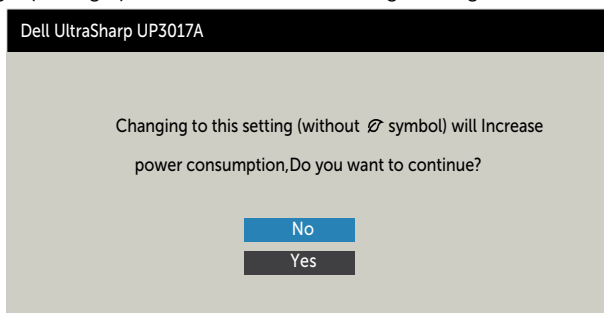 Dell UltraSharp UP3017A
Changing to this setting (without symbol) will Increase
power consumption,Do you want to continue?
No
Yes